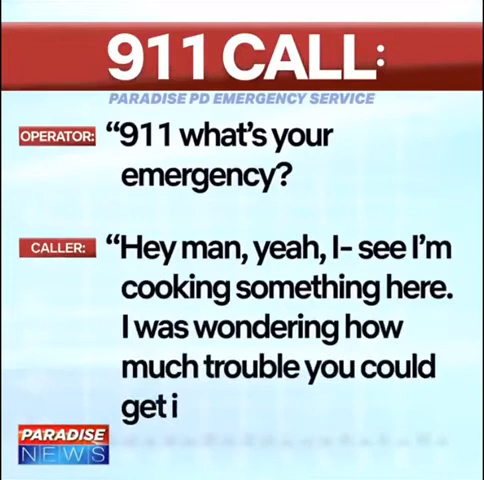 911 CALL:
PARADISE PD EMERGENCY SERVICE
OPERATOR: “911 what’s your
emergency?
CALLER: “Hey man, yeah, I- see I’m
cooking something here.
I was wondering how
much trouble you could
get i
PARADISE
NEWS